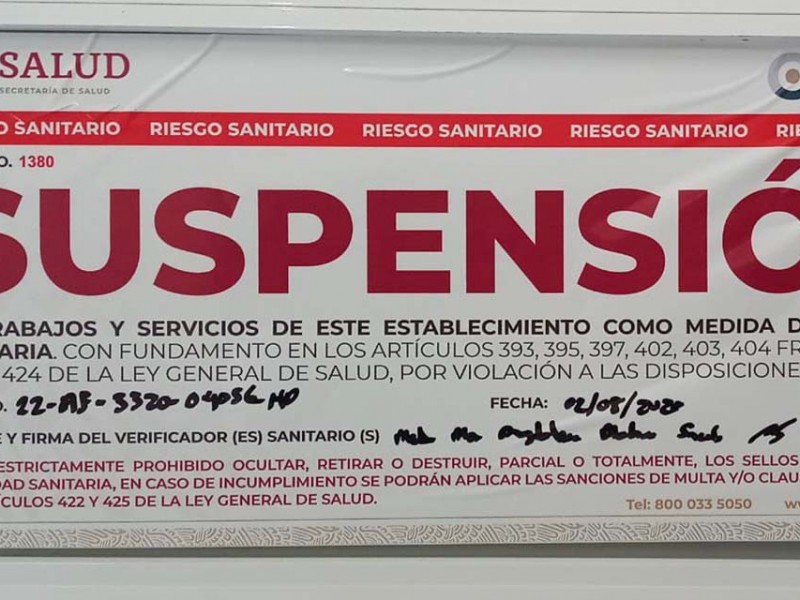 SALUD
SECRETARÍA DE SALUD
O SANITARIO RIESGO SANITARIO RIESGO SANITARIO RIESGO SANITARIO RIE
O. 1380
SUSPENSIÓ
RABAJOS Y SERVICIOS DE ESTE ESTABLECIMIENTO COMO MEDIDA D
ARIA. CON FUNDAMENTO EN LOS ARTÍCULOS 393, 395, 397, 402, 403, 404 FR
424 DE LA LEY GENERAL DE SALUD, POR VIOLACIÓN A LAS DISPOSICIONE
O. FECHA:
E Y FIRMA DEL VERIFICADOR (ES) SANITARIO (S)
ESTRICTAMENTE PROHIBIDO OCULTAR, RETIRAR O DESTRUIR, PARCIAL O TOTALMENTE, LOS SELLOS
DAD SANITARIA, EN CASO DE INCUMPLIMIENTO SE PODRÁN APLICAR LAS SANCIONES DE MULTA Y/O CLAU
ÍCULOS 422 Y 425 DE LA LEY GENERAL DE SALUD.
Tel: 800 033 5050 ww